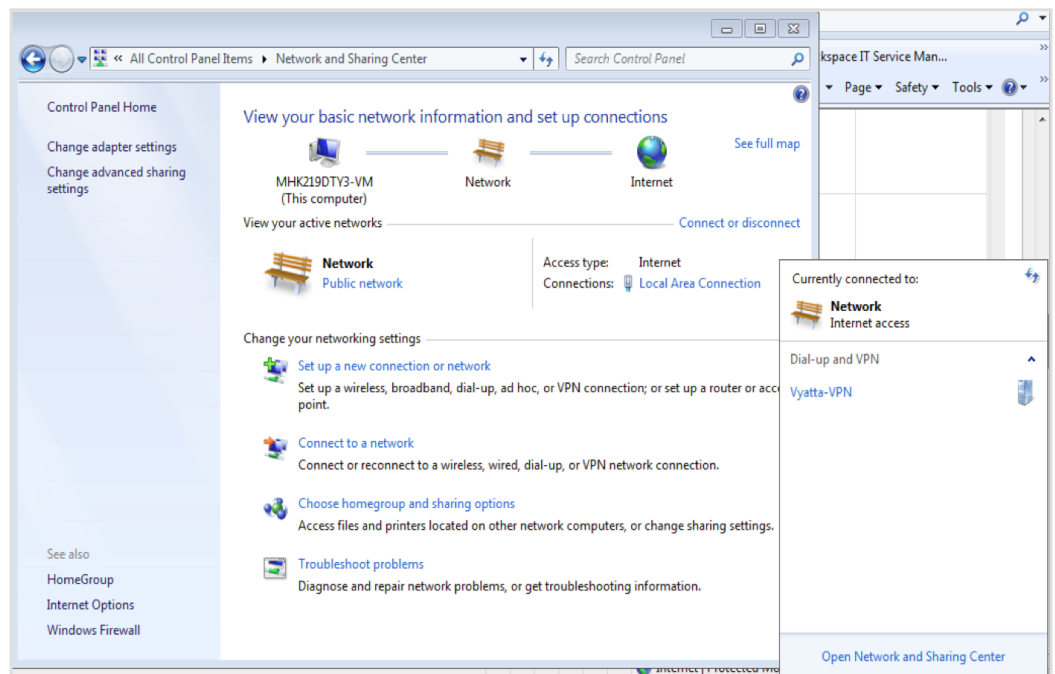 « All Control Panel Items ▸ Network and Sharing Center
Search Control Panel
kspace IT Service Man...
Page
Safety
Tools
Control Panel Home
Change adapter settings
Change advanced sharing
settings
See also
HomeGroup
Internet Options
Windows Firewall
View your basic network information and set up connections
See full map
MHK219DTY3-VM
(This computer)
Network
Internet
View your active networks
Connect or disconnect
Network
Public network
Access type: Internet
Connections: Local Area Connection
Change your networking settings
Set up a new connection or network
Set up a wireless, broadband, dial-up, ad hoc, or VPN connection; or set up a router or acce
point.
Connect to a network
Connect or reconnect to a wireless, wired, dial-up, or VPN network connection.
Choose homegroup and sharing options
Access files and printers located on other network computers, or change sharing settings.
Troubleshoot problems
Diagnose and repair network problems, or get troubleshooting information.
Currently connected to:
Network
Internet access
Dial-up and VPN
Vyatta-VPN
Open Network and Sharing Center
Internet | Protected Mo